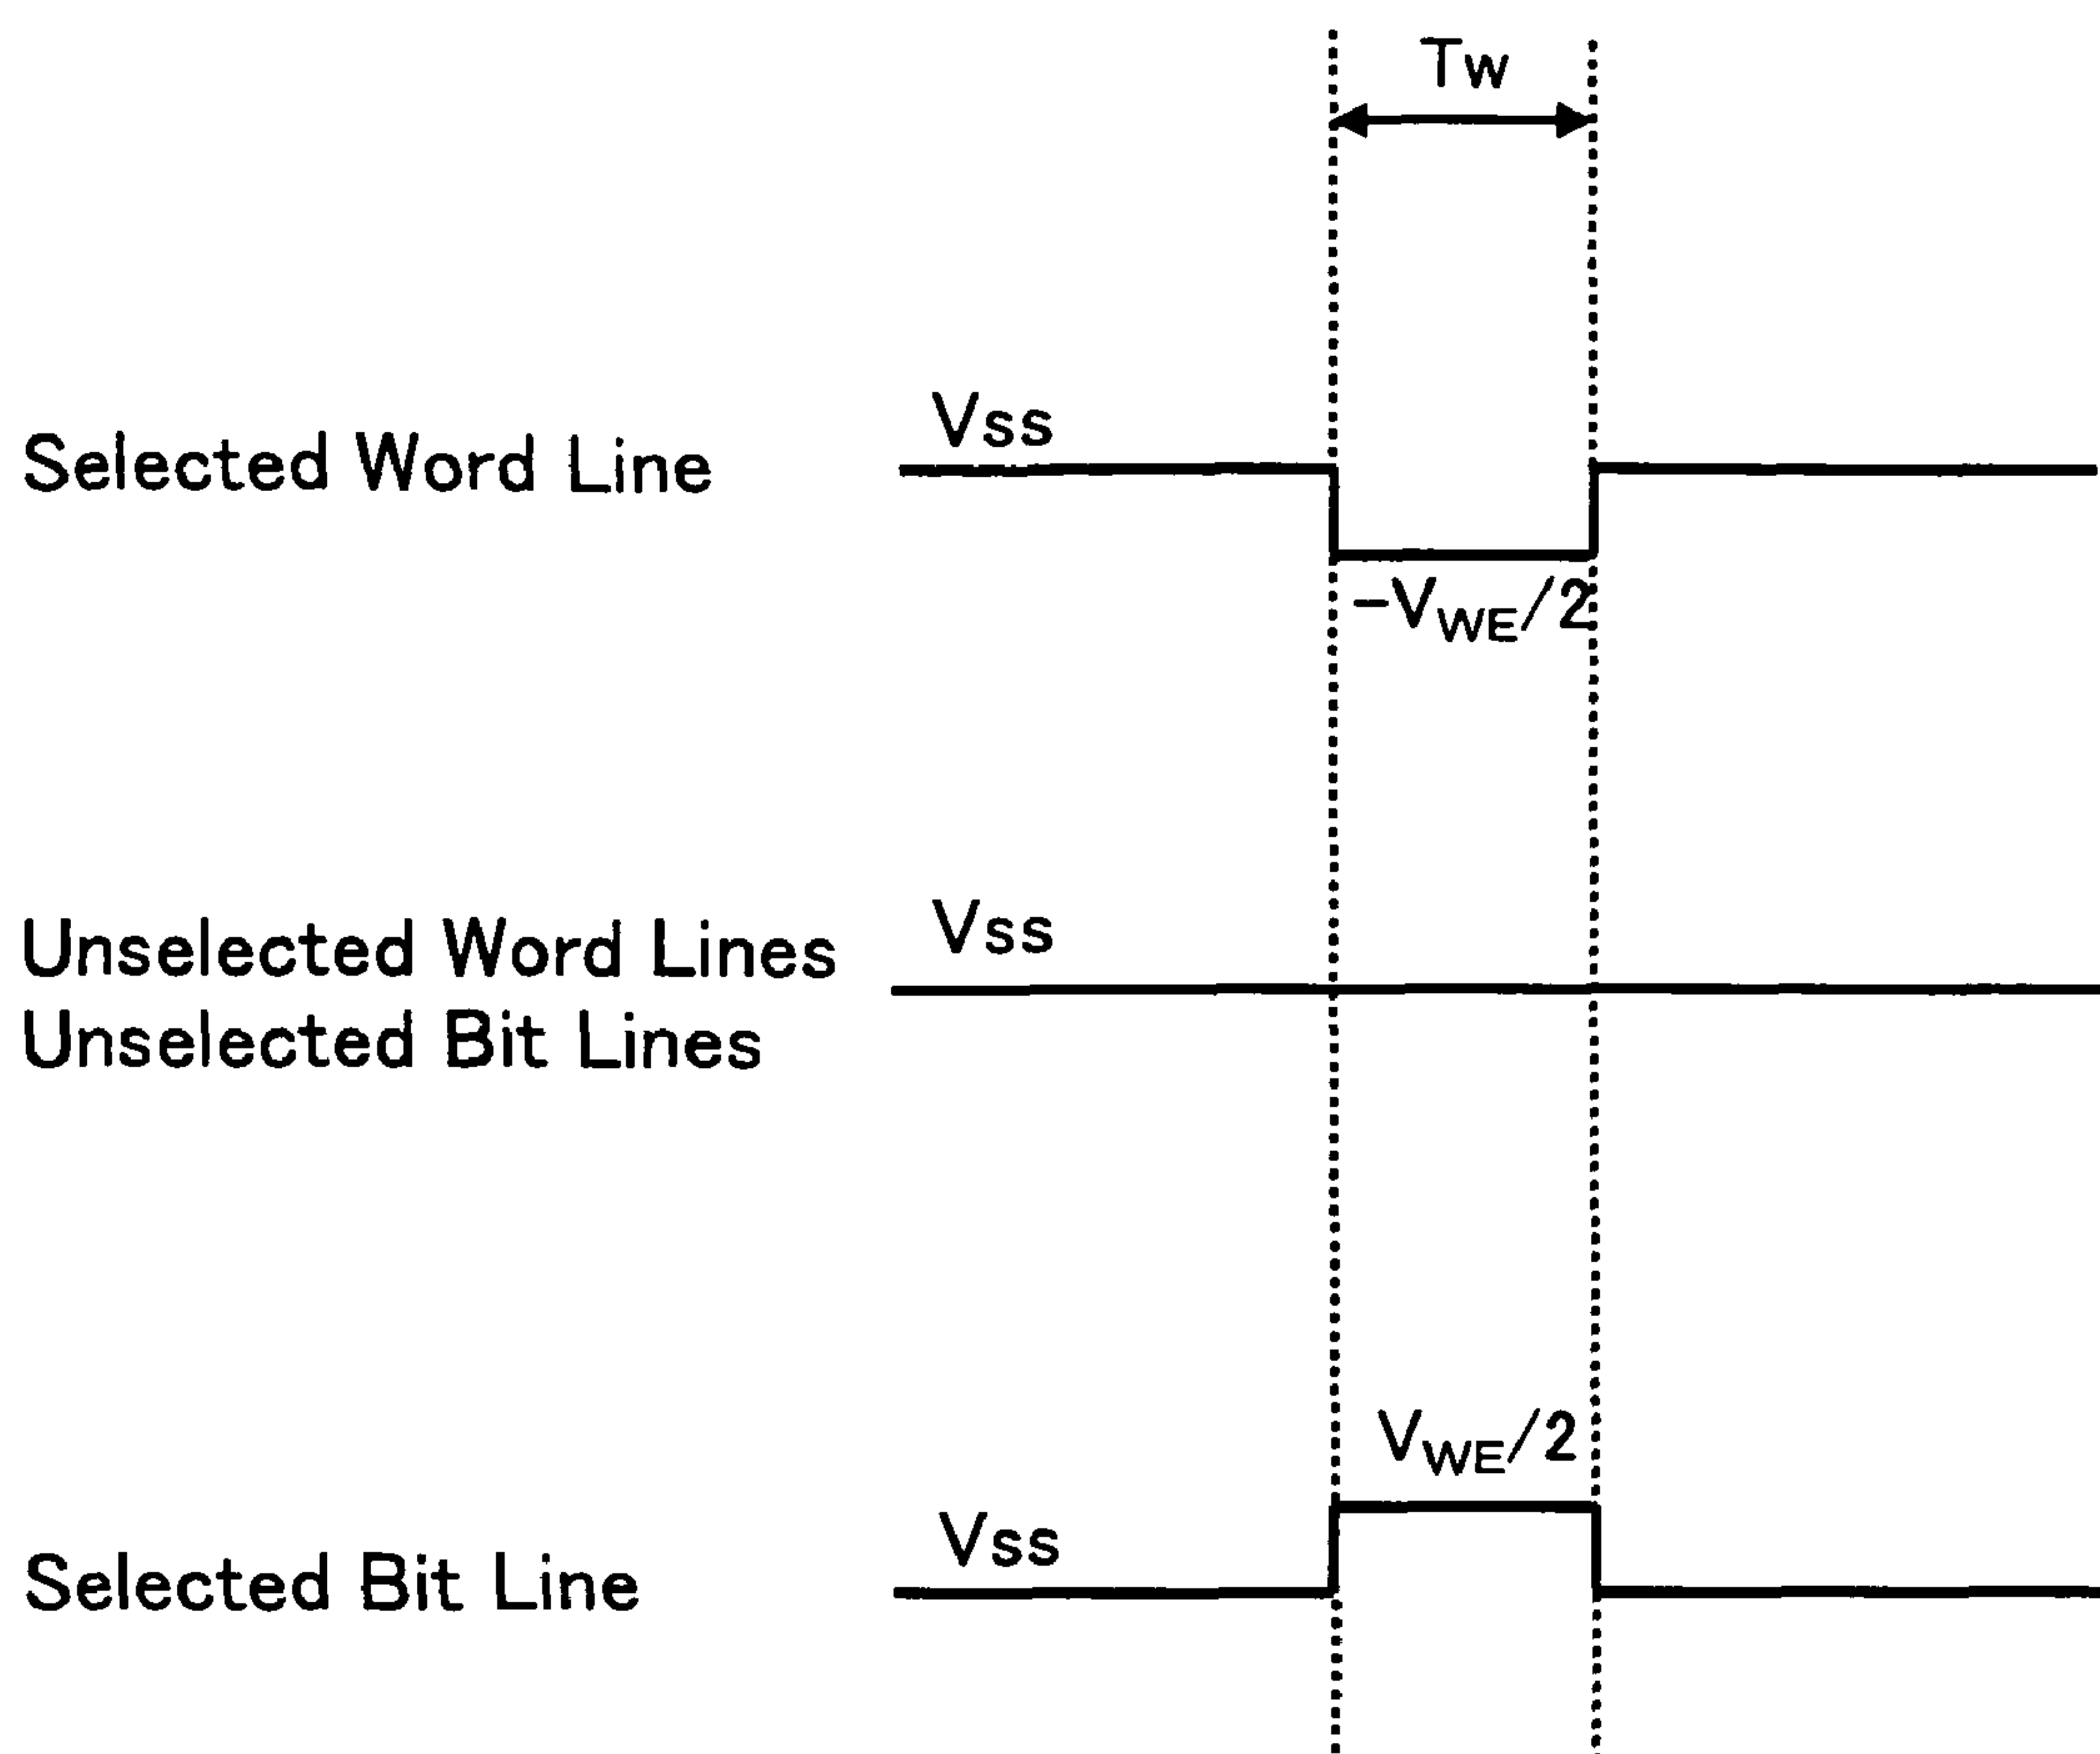 Tw
Vss
Selected Word Line
-VWE/2
Vss
Unselected Word Lines
Unselected Bit Lines
VWE/2
Vss
Selected Bit Line